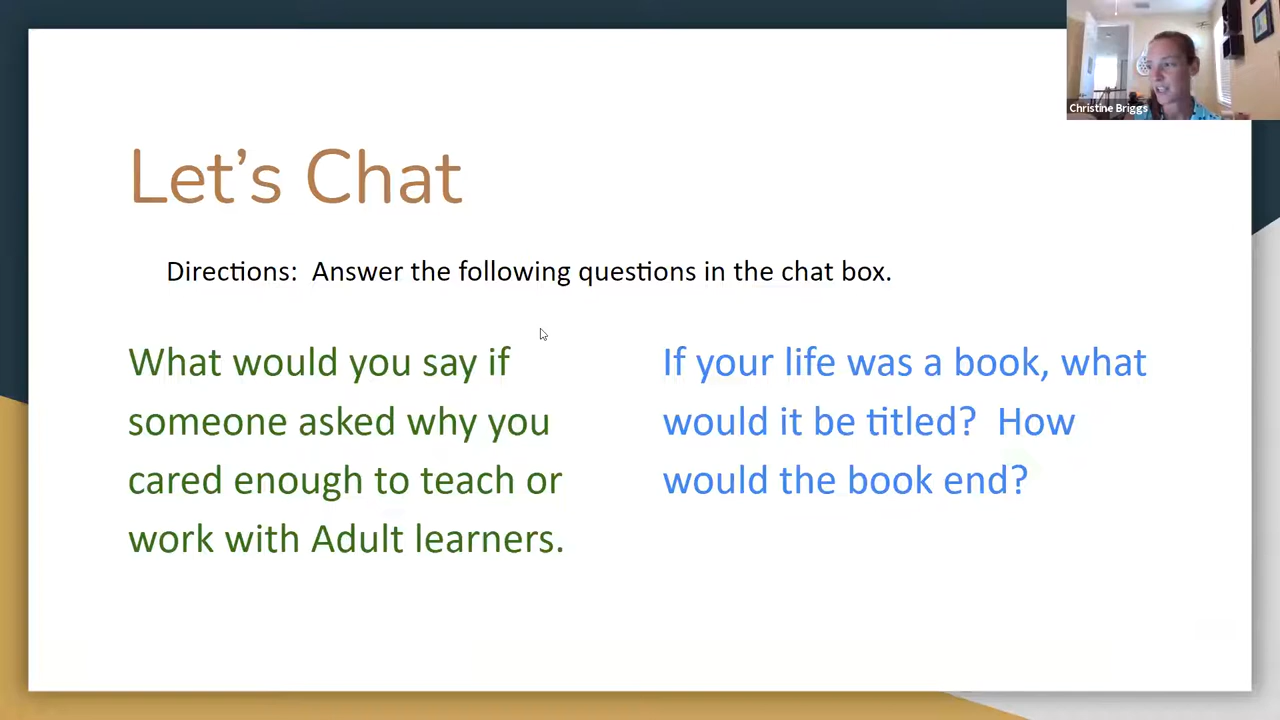 Christine Briggs
Let's Chat
Directions:  Answer the following questions in the chat box.
What would you say if
someone asked why you
cared enough to teach or
work with Adult learners.
If your life was a book, what
would it be titled?  How
would the book end?